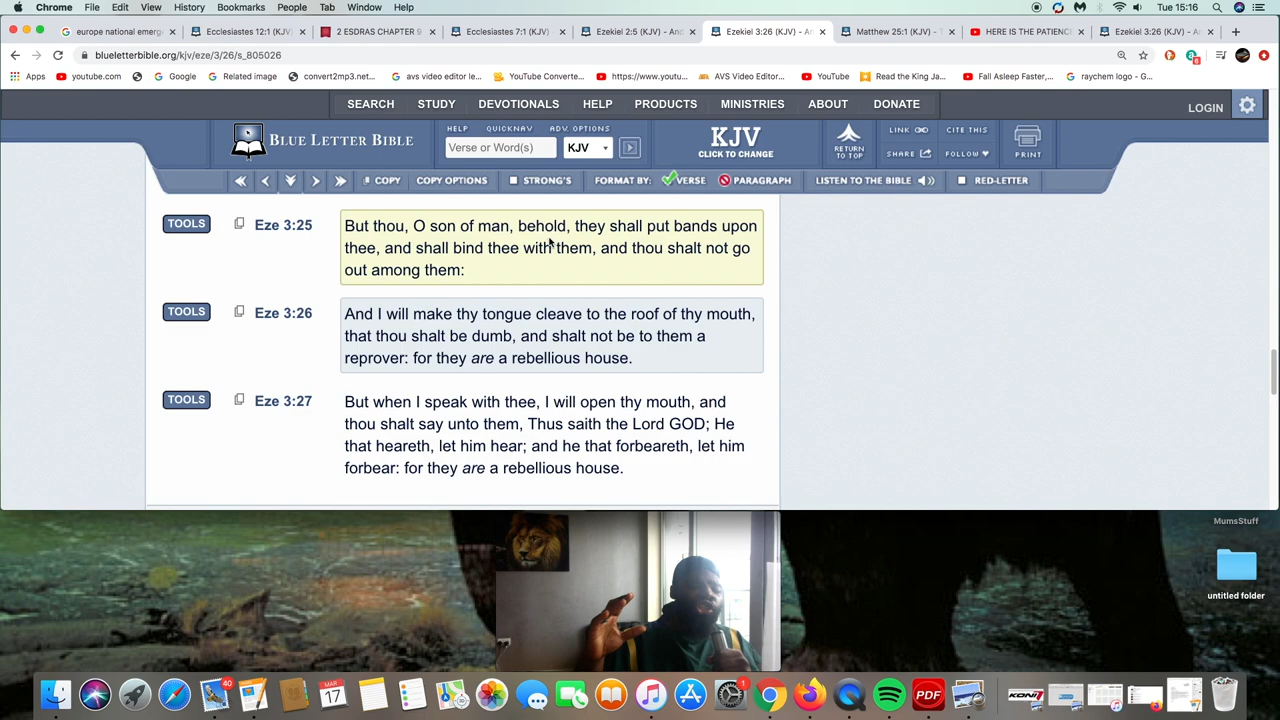 Chrome File Edit View History Bookmarks People Tab Window Help Tue 15:16
europe national emerg Ecclesiastes 12:1 (KJV) 2 ESDRAS CHAPTER 9 Ecclesiastes 7:1 (KJV) Ezekiel 2:5 (KJV) - And Ezekiel 3:26 (KJV) - A Matthew 25:1 (KJV) - T HERE IS THE PATIENC Ezekiel 3:26 (KJV) - A
blueletterbible.org/kjv/eze/3/26/s_805026
Apps youtube.com Google Related image convert2mp3.net... avs video editor le... YouTube Converte... https://www.youtu... AVS Video Editor... YouTube Read the King Ja... Fall Asleep Faster,... raychem logo - G...
SEARCH STUDY DEVOTIONALS HELP PRODUCTS MINISTRIES ABOUT DONATE LOGIN
HELP QUICKNAV ADV. OPTIONS
BLUE LETTER BIBLE Verse or Word(s) KJV
KJV
CLICK TO CHANGE
RETURN
TO TOP
LINK CITE THIS
SHARE FOLLOW PRINT
COPY COPY OPTIONS STRONG'S FORMAT BY: VERSE PARAGRAPH LISTEN TO THE BIBLE RED-LETTER
TOOLS Eze 3:25 But thou, O son of man, behold, they shall put bands upon
thee, and shall bind thee with them, and thou shalt not go
out among them:
TOOLS Eze 3:26 And I will make thy tongue cleave to the roof of thy mouth,
that thou shalt be dumb, and shalt not be to them a
reprover: for they are a rebellious house.
TOOLS Eze 3:27 But when I speak with thee, I will open thy mouth, and
thou shalt say unto them, Thus saith the Lord GOD; He
that heareth, let him hear; and he that forbeareth, let him
forbear: for they are a rebellious house.
MumsStuff
untitled folder
40 MAR 17 1 PDF KONI